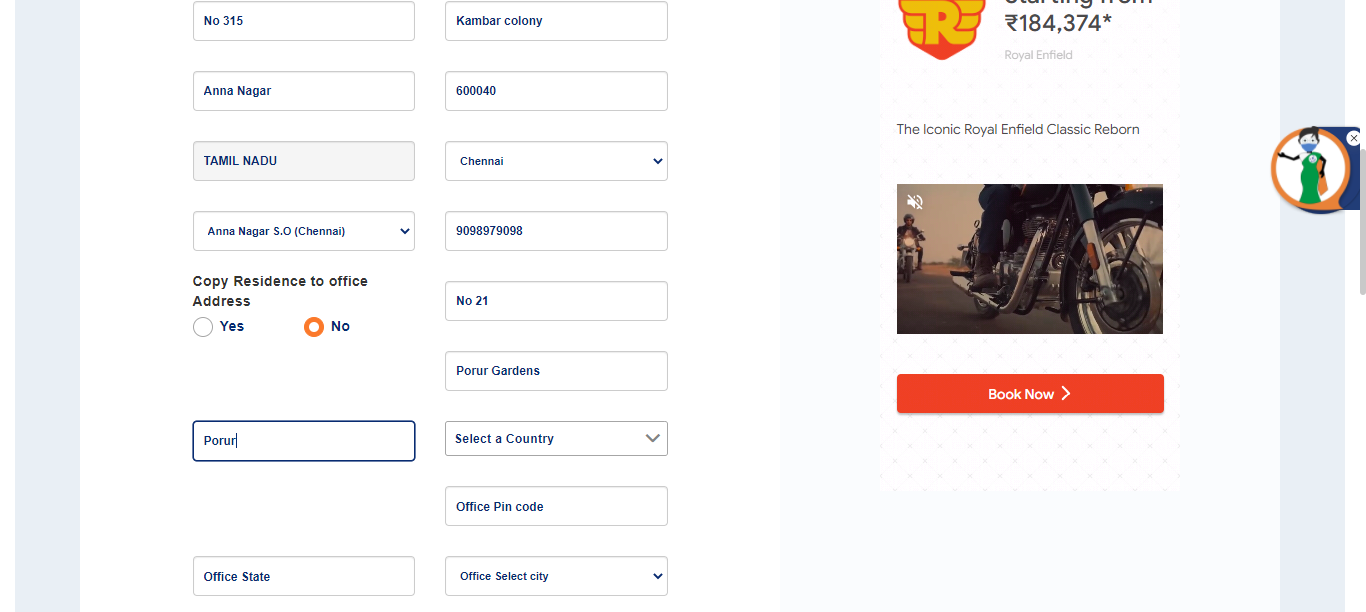 No 315
Kambar colony
Anna Nagar
600040
TAMIL NADU
Chennai
Anna Nagar S.O (Chennai)
9098979098
Copy Residence to office
Address
Yes
No
No 21
Porur Gardens
Porur
Select a Country
Office Pin code
Office State
Office Select city
Starting from
₹184,374*
Royal Enfield
The Iconic Royal Enfield Classic Reborn
Book Now